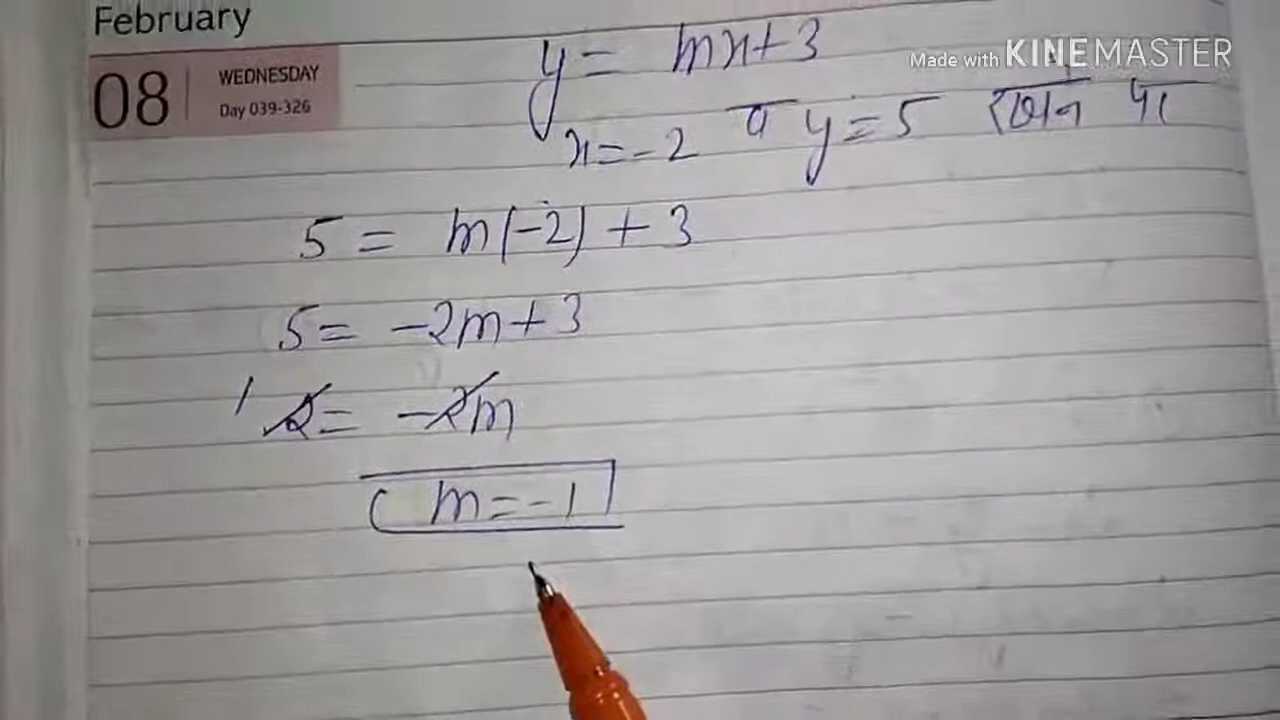 February
08 WEDNESDAY
Day 039-326
Made with KINEMASTER
y = mx+3
x=-2 व y=5 रखने पर
5 = m(-2) + 3
5 = -2m+3
1 2 = -2m
m=-1